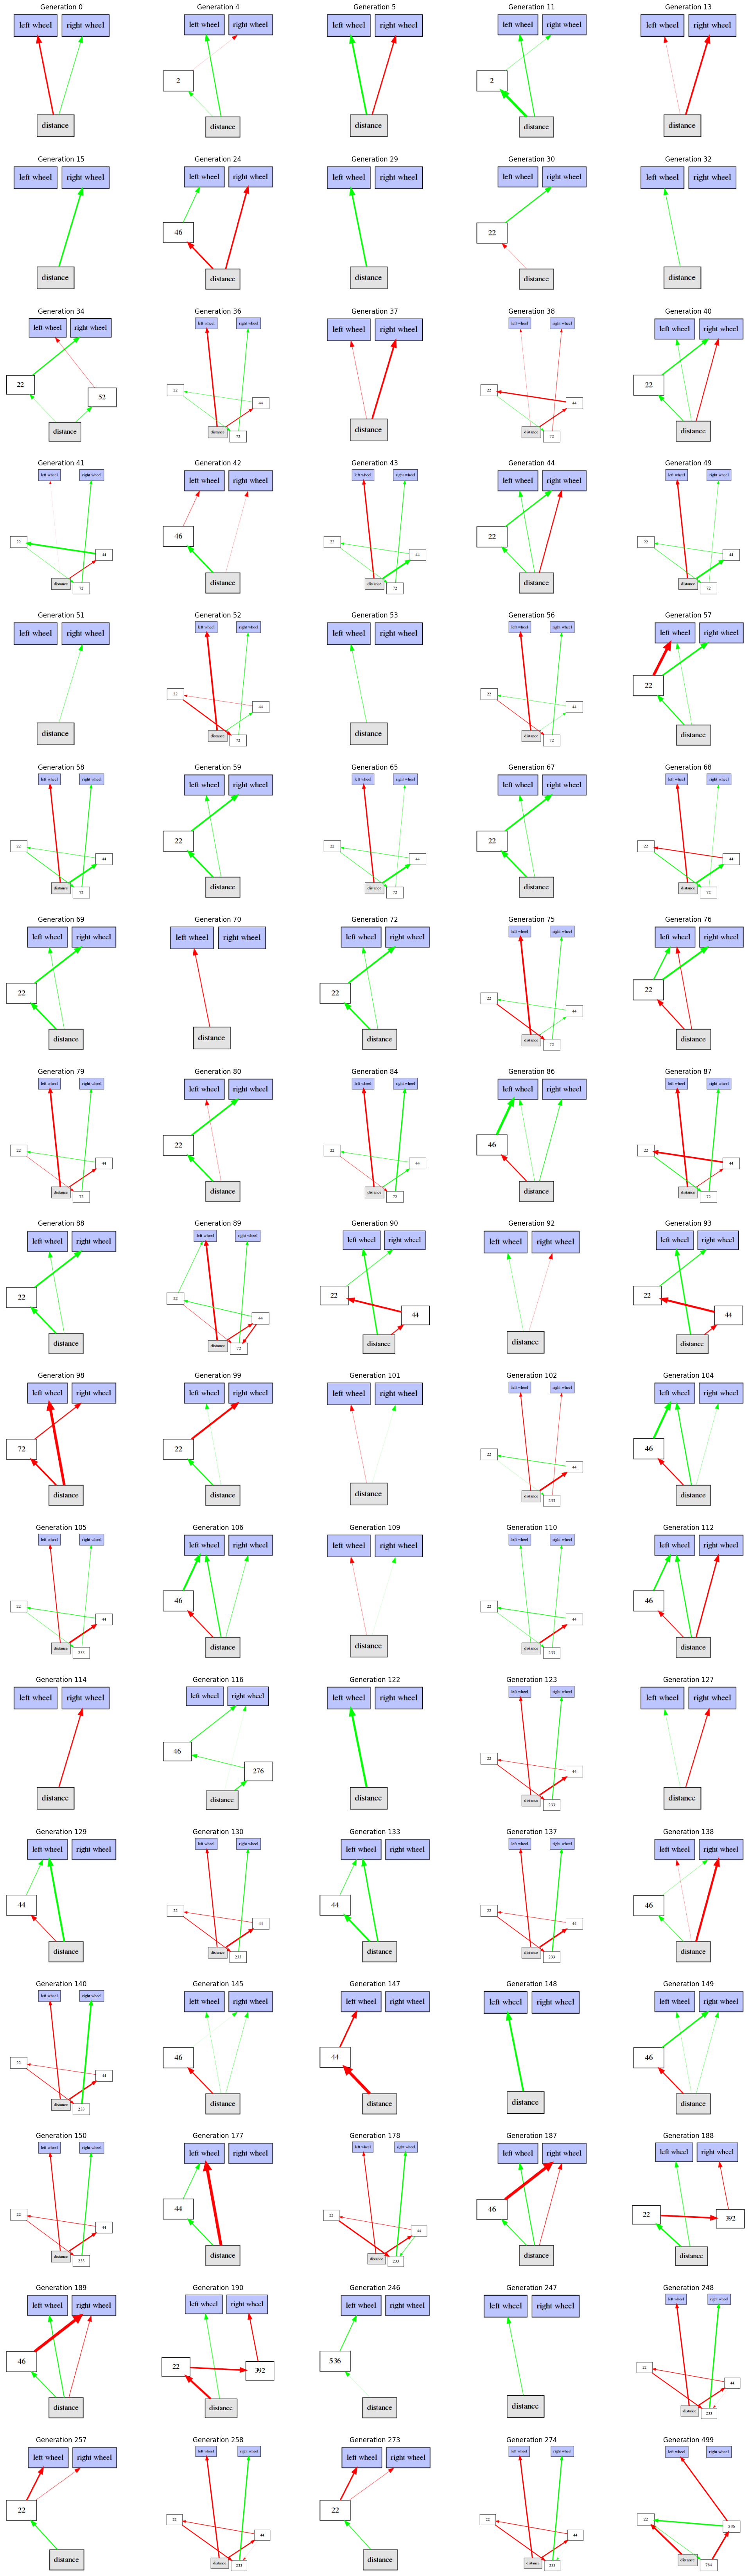 Generation 0
left wheel right wheel
distance
Generation 4
left wheel right wheel
2
distance
Generation 5
left wheel right wheel
distance
Generation 11
left wheel right wheel
2
distance
Generation 13
left wheel right wheel
distance
Generation 15
left wheel right wheel
distance
Generation 24
left wheel right wheel
46
distance
Generation 29
left wheel right wheel
distance
Generation 30
left wheel right wheel
22
distance
Generation 32
left wheel right wheel
distance
Generation 34
left wheel right wheel
22
52
distance
Generation 36
left wheel right wheel
22
44
distance
72
Generation 37
left wheel right wheel
distance
Generation 38
left wheel right wheel
22
44
distance
72
Generation 40
left wheel right wheel
22
distance
Generation 41
left wheel right wheel
22
44
distance
72
Generation 42
left wheel right wheel
46
distance
Generation 43
left wheel right wheel
22
44
distance
72
Generation 44
left wheel right wheel
22
distance
Generation 49
left wheel right wheel
22
44
distance
72
Generation 51
left wheel right wheel
distance
Generation 52
left wheel right wheel
22
44
distance
72
Generation 53
left wheel right wheel
distance
Generation 56
left wheel right wheel
22
44
distance
72
Generation 57
left wheel right wheel
22
distance
Generation 58
left wheel right wheel
22
44
distance
72
Generation 59
left wheel right wheel
22
distance
Generation 65
left wheel right wheel
22
44
distance
72
Generation 67
left wheel right wheel
22
distance
Generation 68
left wheel right wheel
22
44
distance
72
Generation 69
left wheel right wheel
22
distance
Generation 70
left wheel right wheel
distance
Generation 72
left wheel right wheel
22
distance
Generation 75
left wheel right wheel
22
44
distance
72
Generation 76
left wheel right wheel
22
distance
Generation 79
left wheel right wheel
22
44
distance
72
Generation 80
left wheel right wheel
22
distance
Generation 84
left wheel right wheel
22
44
distance
72
Generation 86
left wheel right wheel
46
distance
Generation 87
left wheel right wheel
22
44
distance
72
Generation 88
left wheel right wheel
22
distance
Generation 89
left wheel right wheel
22
44
distance
72
Generation 90
left wheel right wheel
22
44
distance
Generation 92
left wheel right wheel
distance
Generation 93
left wheel right wheel
22
44
distance
Generation 98
left wheel right wheel
72
distance
Generation 99
left wheel right wheel
22
distance
Generation 101
left wheel right wheel
distance
Generation 102
left wheel right wheel
22
44
distance
233
Generation 104
left wheel right wheel
46
distance
Generation 105
left wheel right wheel
22
44
distance
233
Generation 106
left wheel right wheel
46
distance
Generation 109
left wheel right wheel
distance
Generation 110
left wheel right wheel
22
44
distance
233
Generation 112
left wheel right wheel
46
distance
Generation 114
left wheel right wheel
distance
Generation 116
left wheel right wheel
46
276
distance
Generation 122
left wheel right wheel
distance
Generation 123
left wheel right wheel
22
44
distance
233
Generation 127
left wheel right wheel
distance
Generation 129
left wheel right wheel
44
distance
Generation 130
left wheel right wheel
22
44
distance
233
Generation 133
left wheel right wheel
44
distance
Generation 137
left wheel right wheel
22
44
distance
233
Generation 138
left wheel right wheel
46
distance
Generation 140
left wheel right wheel
22
44
distance
233
Generation 145
left wheel right wheel
46
distance
Generation 147
left wheel right wheel
44
distance
Generation 148
left wheel right wheel
distance
Generation 149
left wheel right wheel
46
distance
Generation 150
left wheel right wheel
22
44
distance
233
Generation 177
left wheel right wheel
44
distance
Generation 178
left wheel right wheel
22
44
distance
233
Generation 187
left wheel right wheel
46
distance
Generation 188
left wheel right wheel
22
392
distance
Generation 189
left wheel right wheel
46
distance
Generation 190
left wheel right wheel
22
392
distance
Generation 246
left wheel right wheel
536
distance
Generation 247
left wheel right wheel
distance
Generation 248
left wheel right wheel
22
44
distance
233
Generation 257
left wheel right wheel
22
distance
Generation 258
left wheel right wheel
22
44
distance
233
Generation 273
left wheel right wheel
22
distance
Generation 274
left wheel right wheel
22
44
distance
233
Generation 499
left wheel right wheel
22
536
distance
784